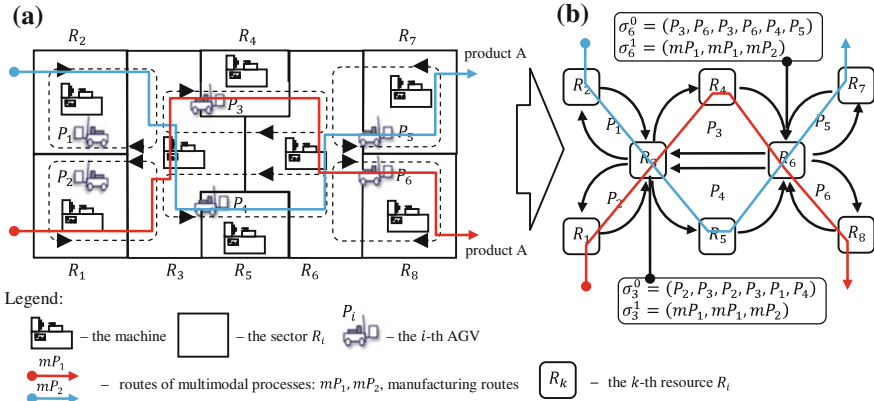 (a)
R₂ R₄ R₇
product A
P₃
P₁ P₅
P₂ P₆
P₄
product A
R₁ R₃ R₅ R₆ R₈
(b)
σ₆⁰ = (P₃, P₆, P₃, P₆, P₄, P₅)
σ₆¹ = (mP₁, mP₁, mP₂)
R₂ R₄ R₇
P₁ P₃ P₅
R₃ R₆
P₂ P₄ P₆
R₁ R₅ R₈
σ₃⁰ = (P₂, P₃, P₂, P₃, P₁, P₄)
σ₃¹ = (mP₁, mP₁, mP₂)
Legend:
– the machine
– the sector Rᵢ
Pᵢ
– the i-th AGV
mP₁
mP₂
– routes of multimodal processes: mP₁, mP₂, manufacturing routes
Rₖ – the k-th resource Rᵢ